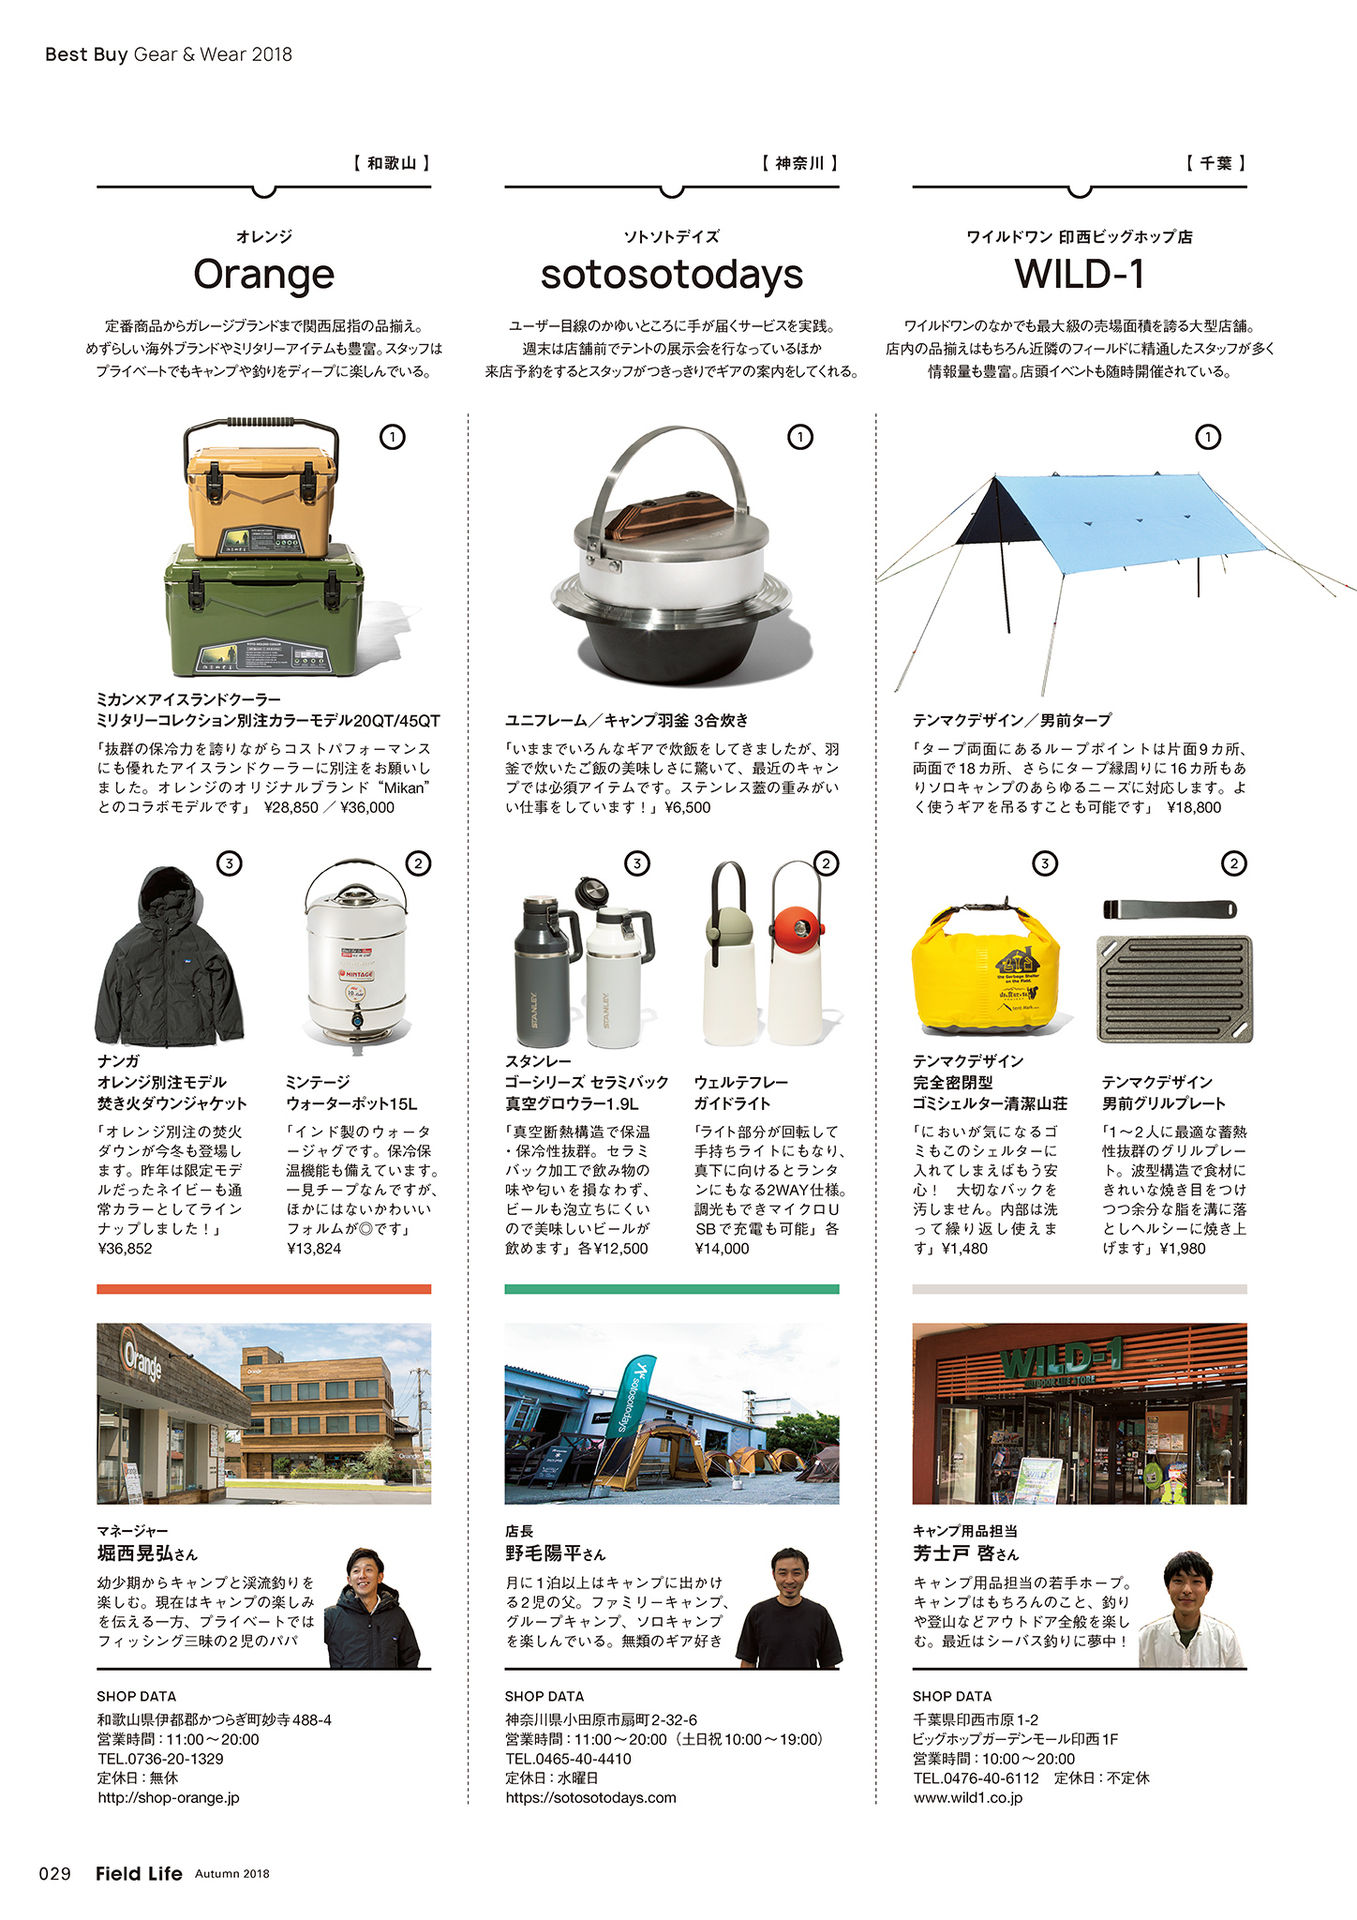 Best Buy Gear & Wear 2018
【 和歌山 】
オレンジ
Orange
定番商品からガレージブランドまで関西屈指の品揃え。
めずらしい海外ブランドやミリタリーアイテムも豊富。スタッフは
プライベートでもキャンプや釣りをディープに楽しんでいる。
1
ミカン×アイスランドクーラー
ミリタリーコレクション別注カラーモデル20QT/45QT
「抜群の保冷力を誇りながらコストパフォーマンス
にも優れたアイスランドクーラーに別注をお願いし
ました。オレンジのオリジナルブランド“Mikan”
とのコラボモデルです」 ¥28,850 ／ ¥36,000
3
ナンガ
オレンジ別注モデル
焚き火ダウンジャケット
「オレンジ別注の焚火
ダウンが今冬も登場し
ます。昨年は限定モデ
ルだったネイビーも通
常カラーとしてライン
ナップしました！」
¥36,852
2
MINTAGE
ミンテージ
ウォーターポット15L
「インド製のウォータ
ージャグです。保冷保
温機能も備えています。
一見チープなんですが、
ほかにはないかわいい
フォルムが◎です」
¥13,824
Orange
Orange
マネージャー
堀西晃弘さん
幼少期からキャンプと渓流釣りを
楽しむ。現在はキャンプの楽しみ
を伝える一方、プライベートでは
フィッシング三昧の2児のパパ
SHOP DATA
和歌山県伊都郡かつらぎ町妙寺488-4
営業時間：11:00〜20:00
TEL.0736-20-1329
定休日：無休
http://shop-orange.jp
【 神奈川 】
ソトソトデイズ
sotosotodays
ユーザー目線のかゆいところに手が届くサービスを実践。
週末は店舗前でテントの展示会を行なっているほか
来店予約をするとスタッフがつきっきりでギアの案内をしてくれる。
1
ユニフレーム／キャンプ羽釜 3合炊き
「いままでいろんなギアで炊飯をしてきましたが、羽
釜で炊いたご飯の美味しさに驚いて、最近のキャン
プでは必須アイテムです。ステンレス蓋の重みがい
い仕事をしています！」¥6,500
3
STANLEY
STANLEY
スタンレー
ゴーシリーズ セラミバック
真空グロウラー1.9L
「真空断熱構造で保温
・保冷性抜群。セラミ
バック加工で飲み物の
味や匂いを損なわず、
ビールも泡立ちにくい
ので美味しいビールが
飲めます」各¥12,500
2
ウェルテフレー
ガイドライト
「ライト部分が回転して
手持ちライトにもなり、
真下に向けるとランタ
ンにもなる2WAY仕様。
調光もできマイクロU
SBで充電も可能」各
¥14,000
sotosotodays
店長
野毛陽平さん
月に1泊以上はキャンプに出かけ
る2児の父。ファミリーキャンプ、
グループキャンプ、ソロキャンプ
を楽しんでいる。無類のギア好き
SHOP DATA
神奈川県小田原市扇町2-32-6
営業時間：11:00〜20:00（土日祝10:00〜19:00）
TEL.0465-40-4410
定休日：水曜日
https://sotosotodays.com
【 千葉 】
ワイルドワン 印西ビッグホップ店
WILD-1
ワイルドワンのなかでも最大級の売場面積を誇る大型店舗。
店内の品揃えはもちろん近隣のフィールドに精通したスタッフが多く
情報量も豊富。店頭イベントも随時開催されている。
1
テンマクデザイン／男前タープ
「タープ両面にあるループポイントは片面9カ所、
両面で18カ所、さらにタープ縁周りに16カ所もあ
りソロキャンプのあらゆるニーズに対応します。よ
く使うギアを吊るすことも可能です」 ¥18,800
3
the Garbage Shelter
on the Field.
テンマクデザイン
完全密閉型
ゴミシェルター清潔山荘
「においが気になるゴ
ミもこのシェルターに
入れてしまえばもう安
心！ 大切なバックを
汚しません。内部は洗
って繰り返し使えま
す」¥1,480
2
テンマクデザイン
男前グリルプレート
「1〜2人に最適な蓄熱
性抜群のグリルプレー
ト。波型構造で食材に
きれいな焼き目をつけ
つつ余分な脂を溝に落
としヘルシーに焼き上
げます」¥1,980
WILD-1
OUTDOOR LIFE STORE
WILD-1
キャンプ用品担当
芳士戸 啓さん
キャンプ用品担当の若手ホープ。
キャンプはもちろんのこと、釣り
や登山などアウトドア全般を楽し
む。最近はシーバス釣りに夢中！
SHOP DATA
千葉県印西市原1-2
ビッグホップガーデンモール印西1F
営業時間：10:00〜20:00
TEL.0476-40-6112 定休日：不定休
www.wild1.co.jp
029 Field Life Autumn 2018